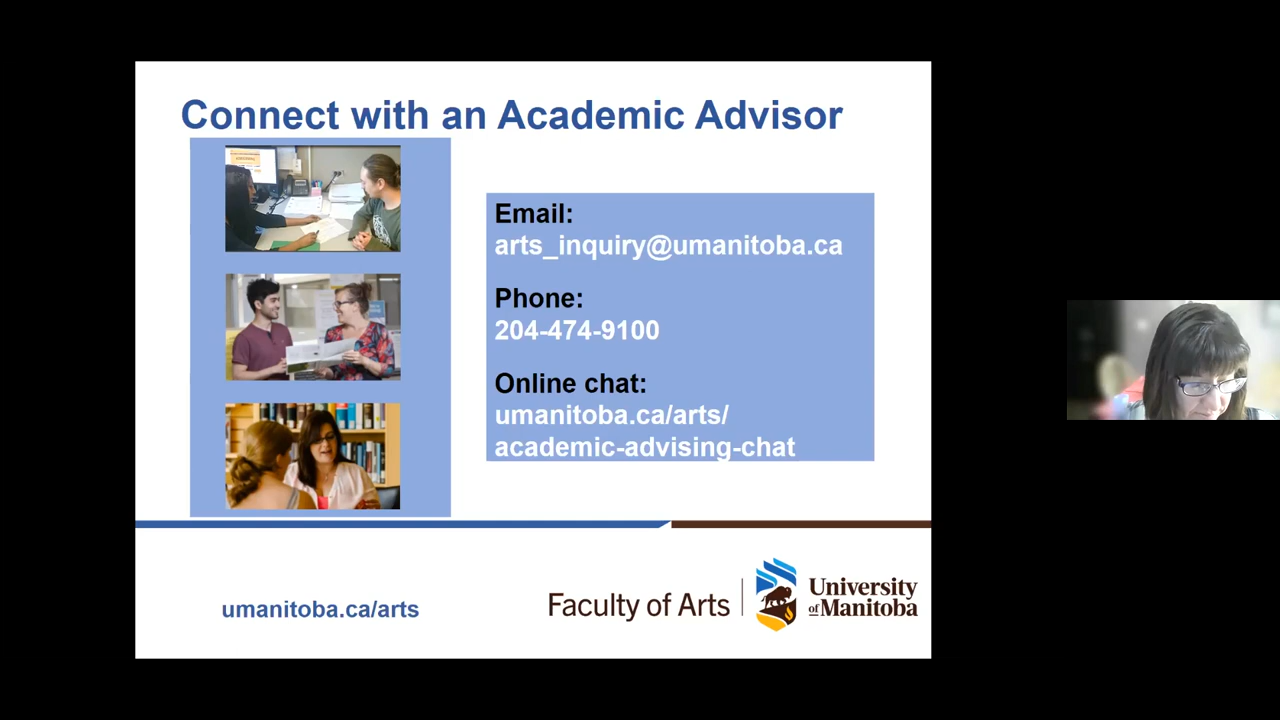 Connect with an Academic Advisor
Email:
arts_inquiry@umanitoba.ca
Phone:
204-474-9100
Online chat:
umanitoba.ca/arts/
academic-advising-chat
umanitoba.ca/arts
Faculty of Arts
University
of Manitoba